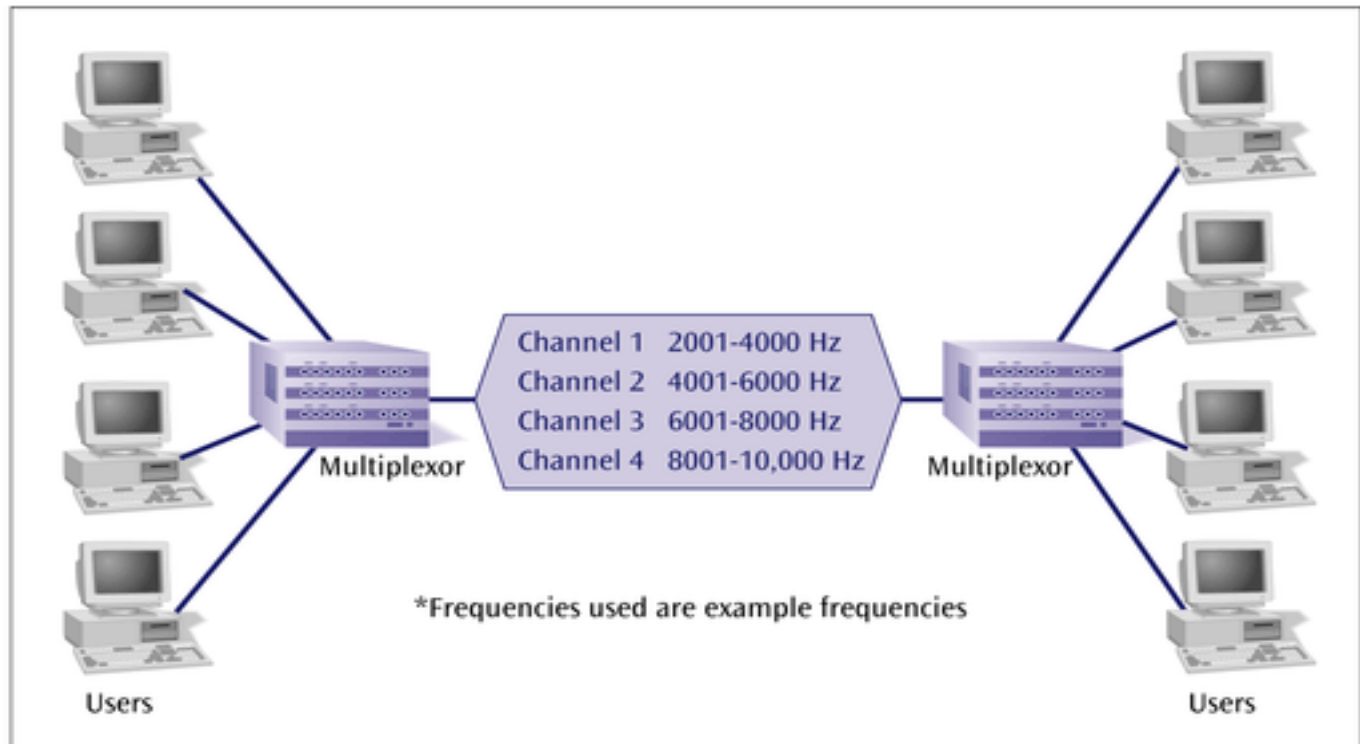 Channel 1 2001-4000 Hz
Channel 2 4001-6000 Hz
Channel 3 6001-8000 Hz
Channel 4 8001-10,000 Hz
Multiplexor
Multiplexor
*Frequencies used are example frequencies
Users
Users